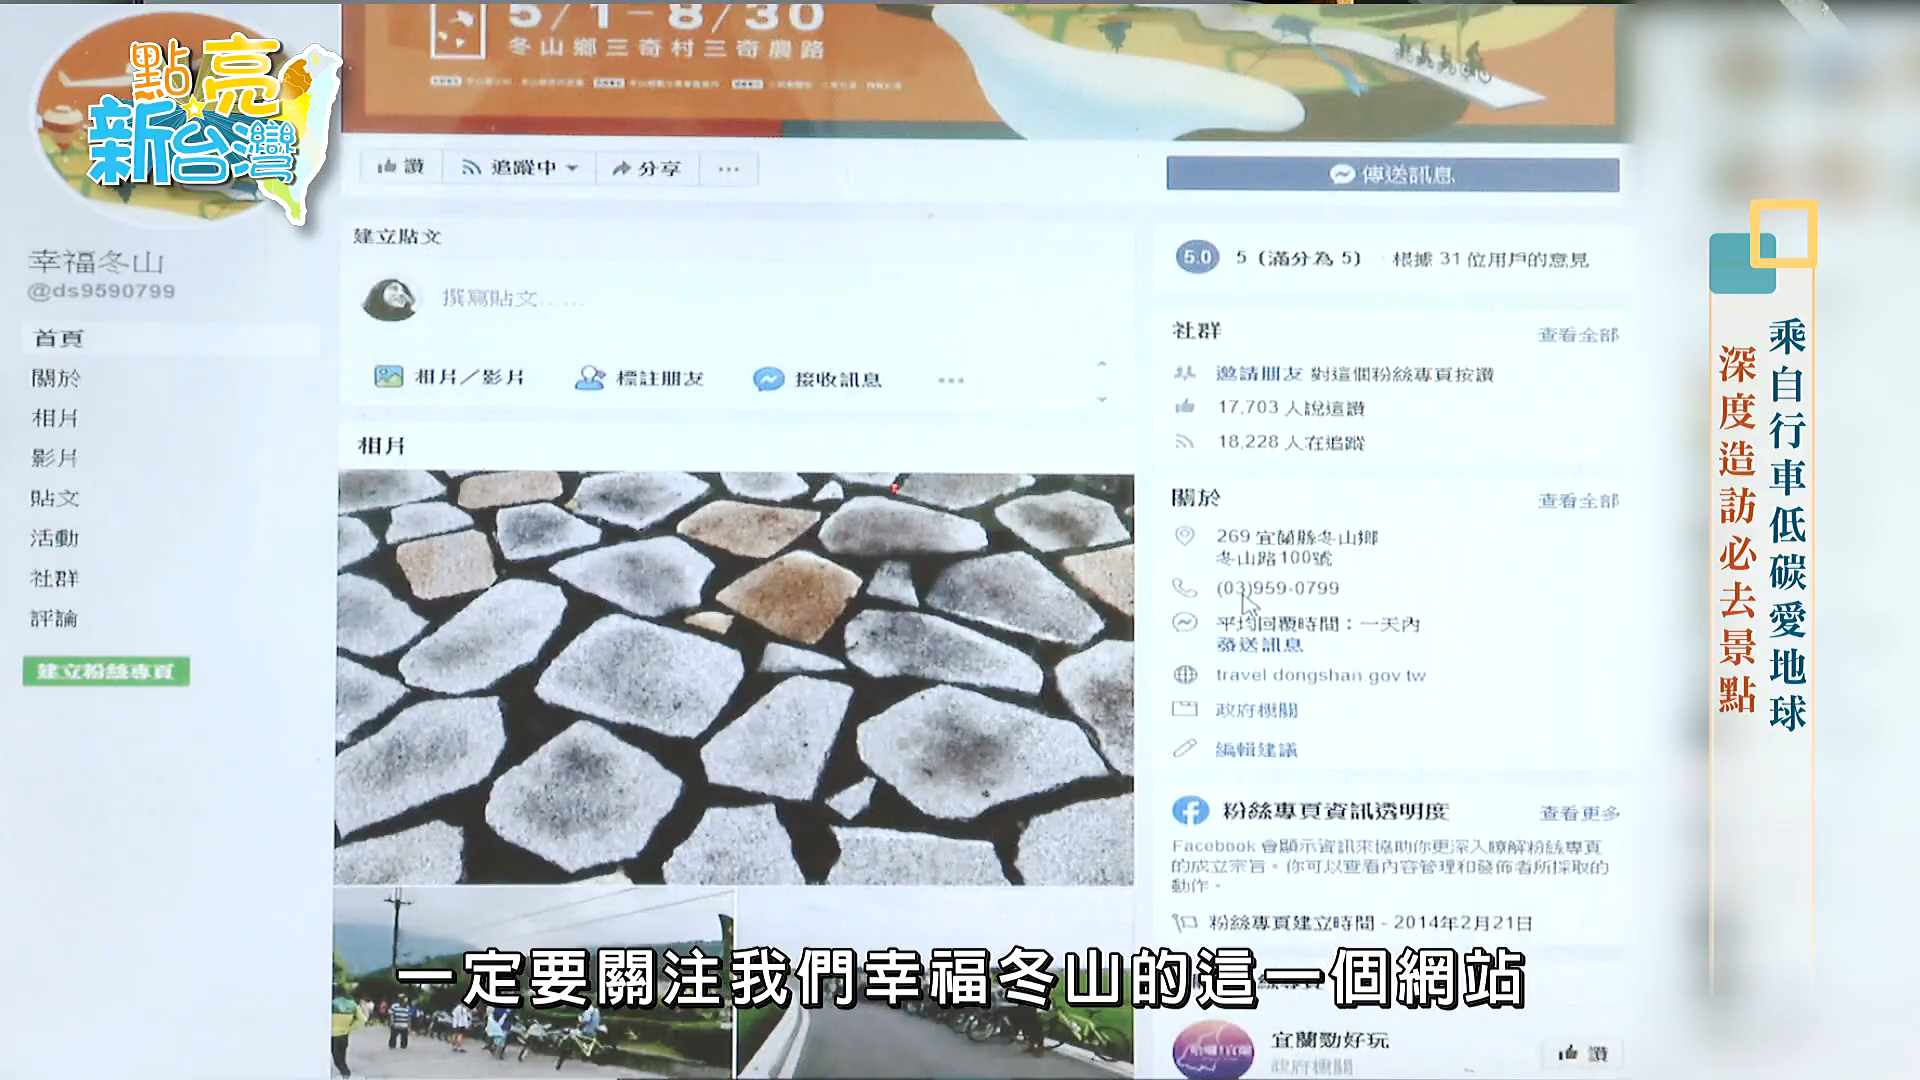 5/1-8/30
冬山鄉三奇村三奇農路
點亮
新台灣
讚
追蹤中
分享
傳送訊息
幸福冬山
@ds9590799
首頁
關於
相片
影片
貼文
活動
社群
評論
建立粉絲專頁
建立貼文
撰寫貼文......
相片/影片
標註朋友
接收訊息
相片
5.0
5（滿分為 5） · 根據 31 位用戶的意見
社群
查看全部
邀請朋友 對這個粉絲專頁按讚
17,703 人說這讚
18,228 人在追蹤
關於
查看全部
269 宜蘭縣冬山鄉
冬山路100號
(03)959-0799
平均回覆時間：一天內
發送訊息
travel.dongshan.gov.tw
政府機關
編輯建議
粉絲專頁資訊透明度
查看更多
Facebook 會顯示資訊來協助你更深入瞭解粉絲專頁
的成立宗旨。你可以查看內容管理和發佈者所採取的
動作。
粉絲專頁建立時間 - 2014年2月21日
宜蘭勁好玩
政府機關
讚
乘自行車低碳愛地球
深度造訪必去景點
一定要關注我們幸福冬山的這一個網站